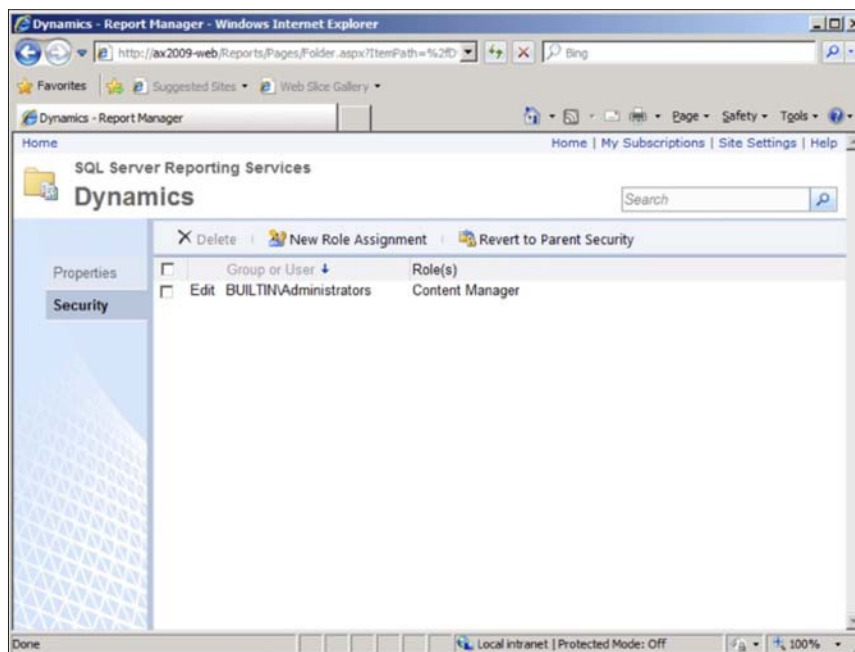 Dynamics - Report Manager - Windows Internet Explorer
http://ax2009-web/Reports/Pages/Folder.aspx?ItemPath=%2fD
Bing
Favorites Suggested Sites Web Slice Gallery
Dynamics - Report Manager Page Safety Tools
Home Home | My Subscriptions | Site Settings | Help
SQL Server Reporting Services
Dynamics
Search
Delete New Role Assignment Revert to Parent Security
Properties
Group or User Role(s)
Security
Edit BUILTIN\Administrators Content Manager
Done Local intranet | Protected Mode: Off 100%